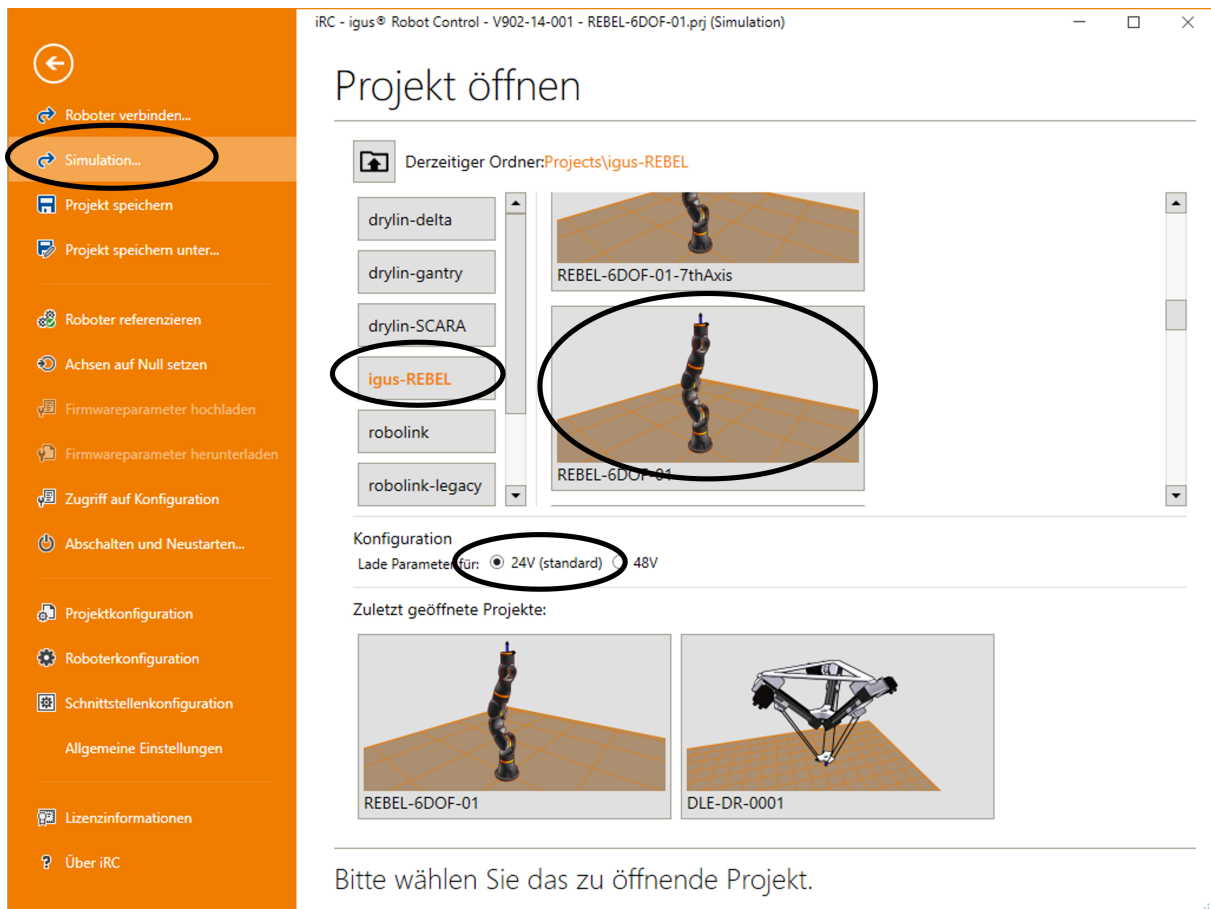 iRC - igus® Robot Control - V902-14-001 - REBEL-6DOF-01.prj (Simulation)
Projekt öffnen
Roboter verbinden...
Simulation...
Projekt speichern
Projekt speichern unter...
Roboter referenzieren
Achsen auf Null setzen
Firmwareparameter hochladen
Firmwareparameter herunterladen
Zugriff auf Konfiguration
Abschalten und Neustarten...
Projektkonfiguration
Roboterkonfiguration
Schnittstellenkonfiguration
Allgemeine Einstellungen
Lizenzinformationen
Über iRC
Derzeitiger Ordner:Projects\igus-REBEL
drylin-delta
drylin-gantry
drylin-SCARA
igus-REBEL
robolink
robolink-legacy
REBEL-6DOF-01-7thAxis
REBEL-6DOF-01
Konfiguration
Lade Parameter für: 24V (standard) 48V
Zuletzt geöffnete Projekte:
REBEL-6DOF-01
DLE-DR-0001
Bitte wählen Sie das zu öffnende Projekt.